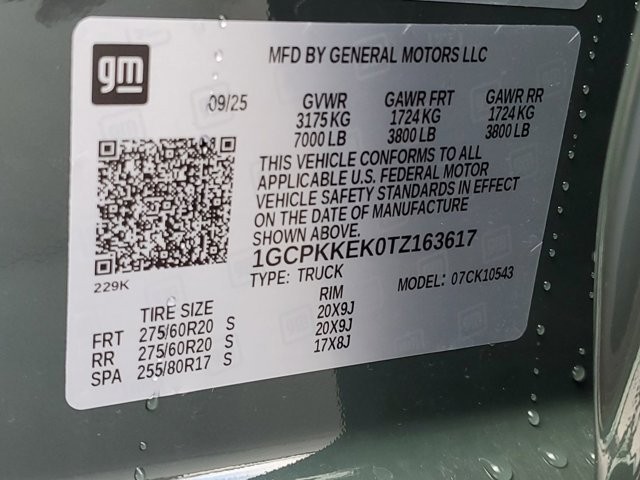 gm
MFD BY GENERAL MOTORS LLC
09/25 GVWR GAWR FRT GAWR RR
3175 KG 1724 KG 1724 KG
7000 LB 3800 LB 3800 LB
THIS VEHICLE CONFORMS TO ALL
APPLICABLE U.S. FEDERAL MOTOR
VEHICLE SAFETY STANDARDS IN EFFECT
ON THE DATE OF MANUFACTURE
SHOWN ABOVE.
1GCPKKEK0TZ163617
229K
TYPE: TRUCK MODEL: 07CK10543
TIRE SIZE RIM
FRT 275/60R20 S 20X9J
RR 275/60R20 S 20X9J
SPA 255/80R17 S 17X8J